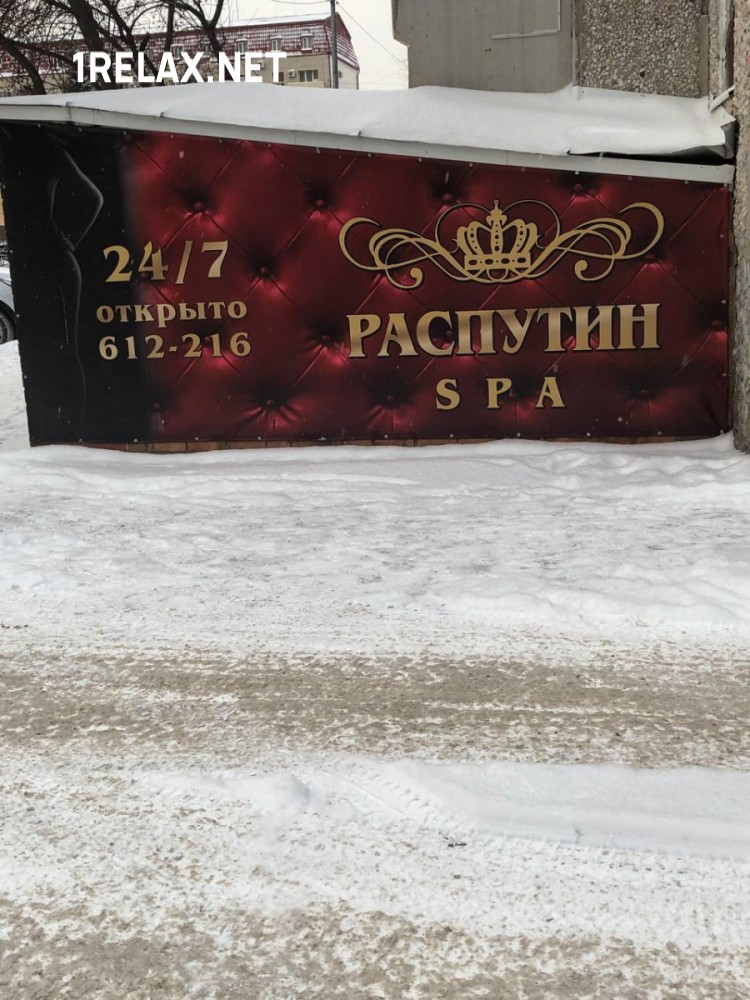 1RELAX.NET
24/7
открыто
612-216
РАСПУТИН
SPA